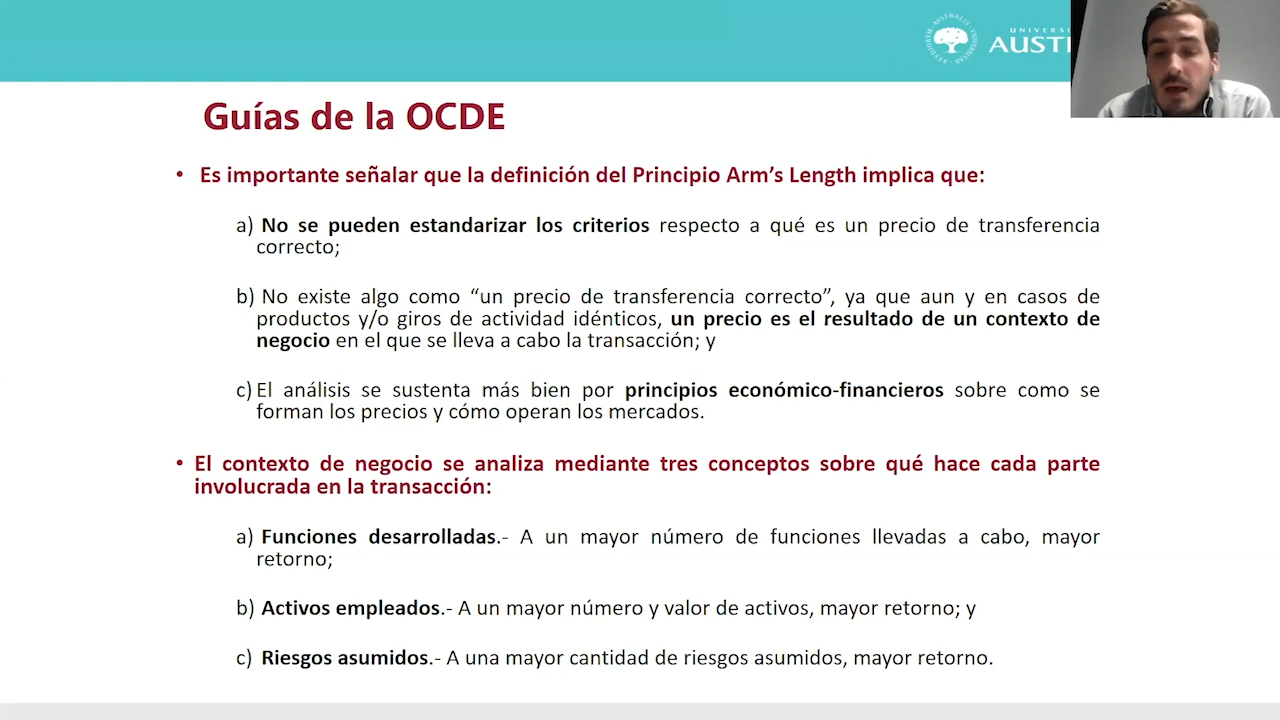 UNIVERSI
AUST
Guías de la OCDE
• Es importante señalar que la definición del Principio Arm’s Length implica que:
a) No se pueden estandarizar los criterios respecto a qué es un precio de transferencia
correcto;
b) No existe algo como “un precio de transferencia correcto”, ya que aun y en casos de
productos y/o giros de actividad idénticos, un precio es el resultado de un contexto de
negocio en el que se lleva a cabo la transacción; y
c) El análisis se sustenta más bien por principios económico-financieros sobre como se
forman los precios y cómo operan los mercados.
• El contexto de negocio se analiza mediante tres conceptos sobre qué hace cada parte
involucrada en la transacción:
a) Funciones desarrolladas.- A un mayor número de funciones llevadas a cabo, mayor
retorno;
b) Activos empleados.- A un mayor número y valor de activos, mayor retorno; y
c) Riesgos asumidos.- A una mayor cantidad de riesgos asumidos, mayor retorno.